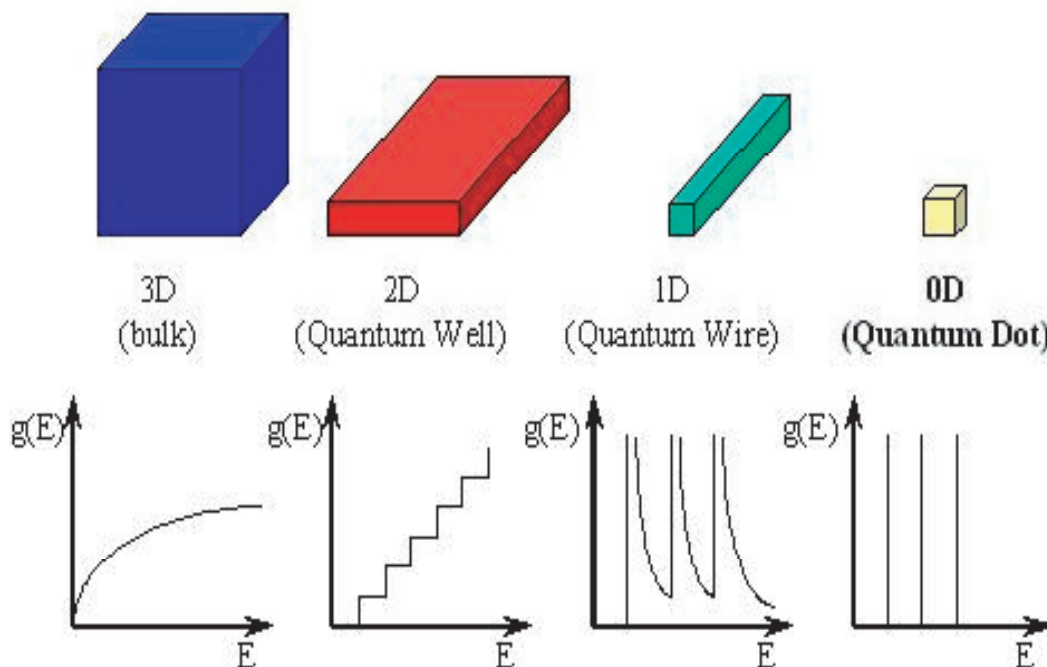 3D
(bulk)
2D
(Quantum Well)
1D
(Quantum Wire)
0D
(Quantum Dot)
g(E)
E
g(E)
E
g(E)
E
g(E)
E